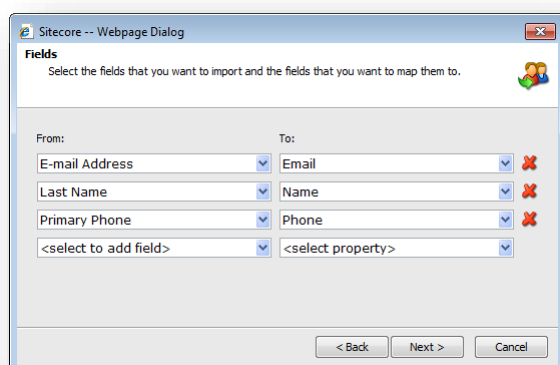 Sitecore -- Webpage Dialog
Fields
Select the fields that you want to import and the fields that you want to map them to.
From: To:
E-mail Address Email
Last Name Name
Primary Phone Phone
<select to add field> <select property>
< Back Next > Cancel